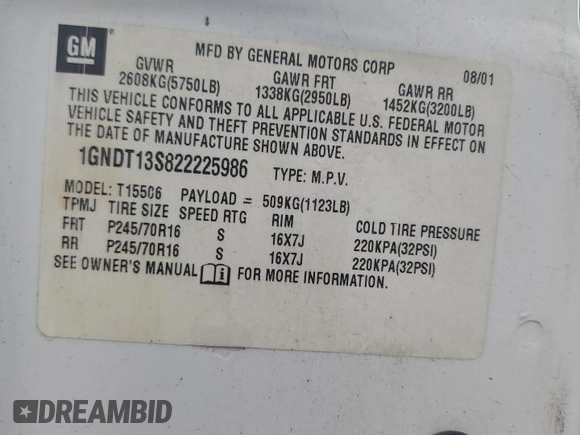 GM
MFD BY GENERAL MOTORS CORP 08/01
GVWR GAWR FRT GAWR RR
2608KG(5750LB) 1338KG(2950LB) 1452KG(3200LB)
THIS VEHICLE CONFORMS TO ALL APPLICABLE U.S. FEDERAL MOTOR
VEHICLE SAFETY AND THEFT PREVENTION STANDARDS IN EFFECT ON
THE DATE OF MANUFACTURE SHOWN ABOVE.
1GNDT13S822225986 TYPE: M.P.V.
MODEL: T15506 PAYLOAD = 509KG(1123LB)
TPMJ TIRE SIZE SPEED RTG RIM COLD TIRE PRESSURE
FRT P245/70R16 S 16X7J 220KPA(32PSI)
RR P245/70R16 S 16X7J 220KPA(32PSI)
SEE OWNER'S MANUAL FOR MORE INFORMATION.
DREAMBID